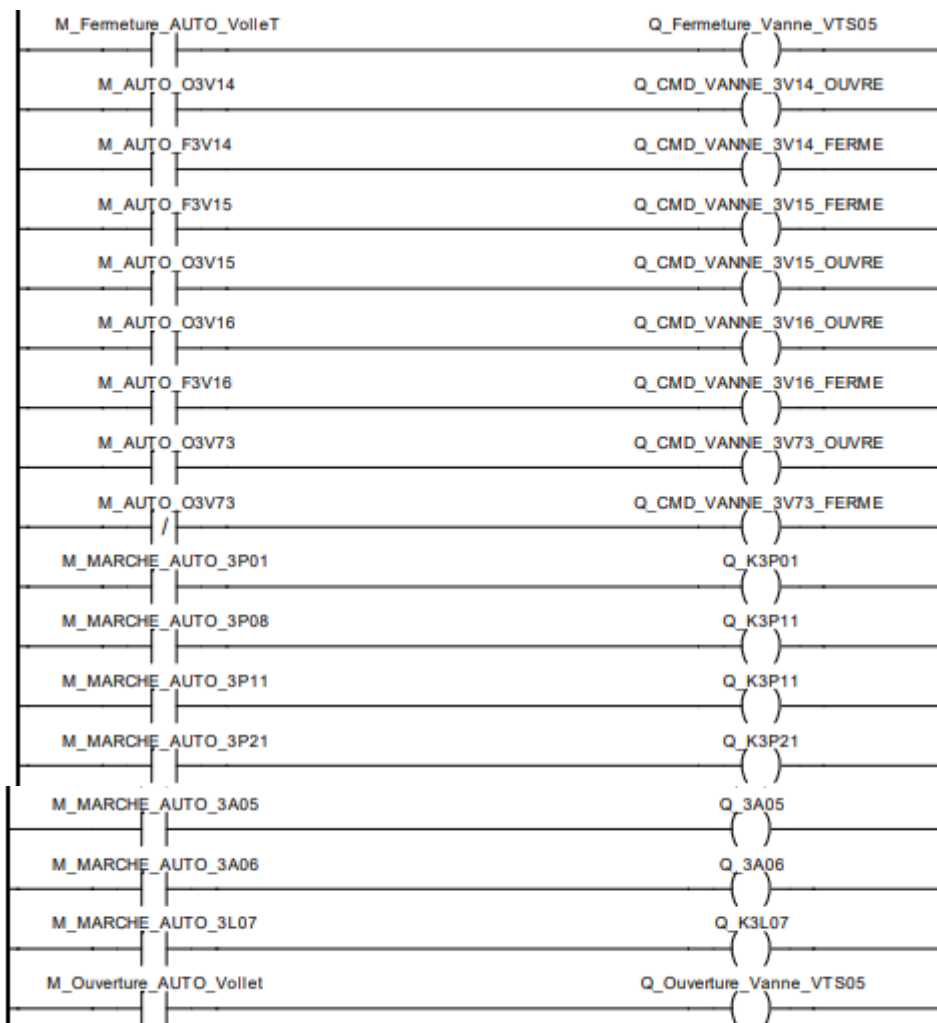 M_Fermeture_AUTO_VolleT Q_Fermeture_Vanne_VTS05
M_AUTO_O3V14 Q_CMD_VANNE_3V14_OUVRE
M_AUTO_F3V14 Q_CMD_VANNE_3V14_FERME
M_AUTO_F3V15 Q_CMD_VANNE_3V15_FERME
M_AUTO_O3V15 Q_CMD_VANNE_3V15_OUVRE
M_AUTO_O3V16 Q_CMD_VANNE_3V16_OUVRE
M_AUTO_F3V16 Q_CMD_VANNE_3V16_FERME
M_AUTO_O3V73 Q_CMD_VANNE_3V73_OUVRE
M_AUTO_O3V73 Q_CMD_VANNE_3V73_FERME
M_MARCHE_AUTO_3P01 Q_K3P01
M_MARCHE_AUTO_3P08 Q_K3P11
M_MARCHE_AUTO_3P11 Q_K3P11
M_MARCHE_AUTO_3P21 Q_K3P21
M_MARCHE_AUTO_3A05 Q_3A05
M_MARCHE_AUTO_3A06 Q_3A06
M_MARCHE_AUTO_3L07 Q_K3L07
M_Ouverture_AUTO_Vollet Q_Ouverture_Vanne_VTS05